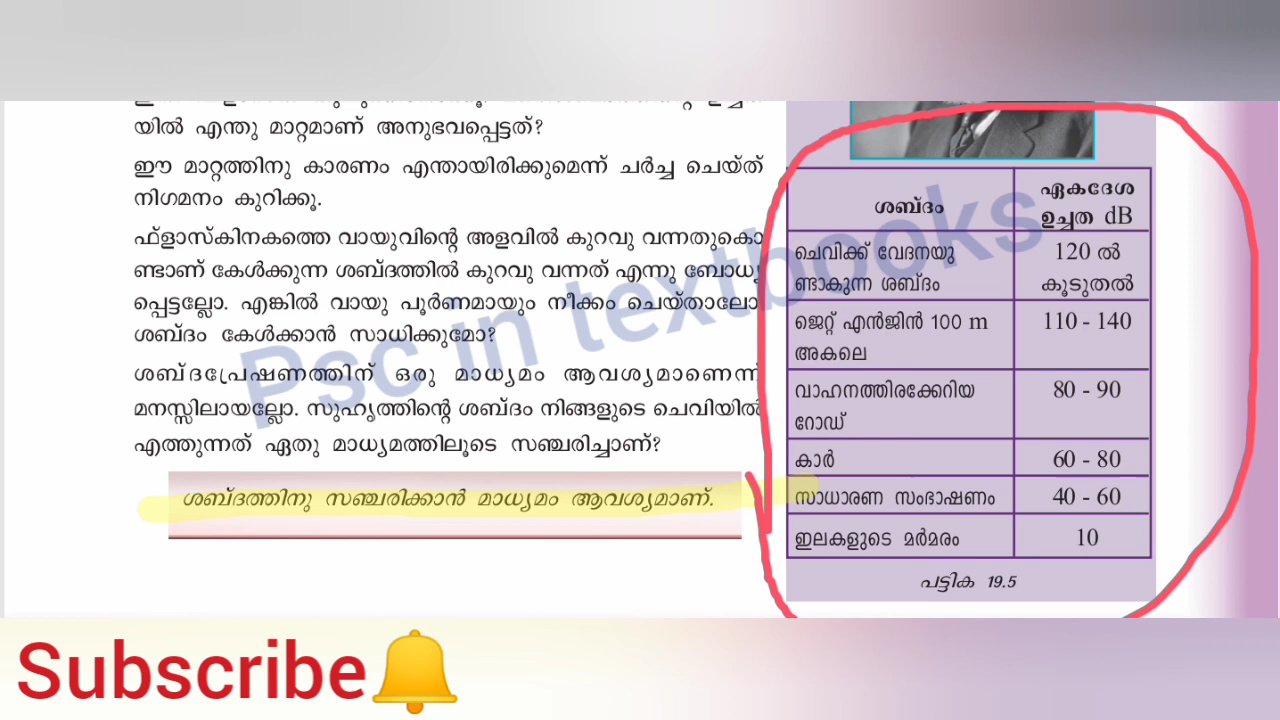 യിൽ എന്തു മാറ്റമാണ് അനുഭവപ്പെട്ടത്?
ഈ മാറ്റത്തിനു കാരണം എന്തായിരിക്കുമെന്ന് ചർച്ച ചെയ്ത്
നിഗമനം കുറിക്കൂ.
ഫ്ളാസ്കിനകത്തെ വായുവിന്റെ അളവിൽ കുറവു വന്നതുകൊ
ണ്ടാണ് കേൾക്കുന്ന ശബ്ദത്തിൽ കുറവു വന്നത് എന്നു ബോധ്യ
പ്പെട്ടല്ലോ. എങ്കിൽ വായു പൂർണമായും നീക്കം ചെയ്താലോ
ശബ്ദം കേൾക്കാൻ സാധിക്കുമോ?
ശബ്ദപ്രേഷണത്തിന് ഒരു മാധ്യമം ആവശ്യമാണെന്ന്
മനസ്സിലായല്ലോ. സുഹൃത്തിന്റെ ശബ്ദം നിങ്ങളുടെ ചെവിയിൽ
എത്തുന്നത് ഏതു മാധ്യമത്തിലൂടെ സഞ്ചരിച്ചാണ്?
ശബ്ദത്തിനു സഞ്ചരിക്കാൻ മാധ്യമം ആവശ്യമാണ്.
ശബ്ദം
ഏകദേശ
ഉച്ചത dB
ചെവിക്ക് വേദനയു
ണ്ടാകുന്ന ശബ്ദം
120 ൽ
കൂടുതൽ
ജെറ്റ് എൻജിൻ 100 m
അകലെ
110 - 140
വാഹനത്തിരക്കേറിയ
റോഡ്
80 - 90
കാർ
60 - 80
സാധാരണ സംഭാഷണം
40 - 60
ഇലകളുടെ മർമരം
10
പട്ടിക 19.5
Psc in textbooks
Subscribe